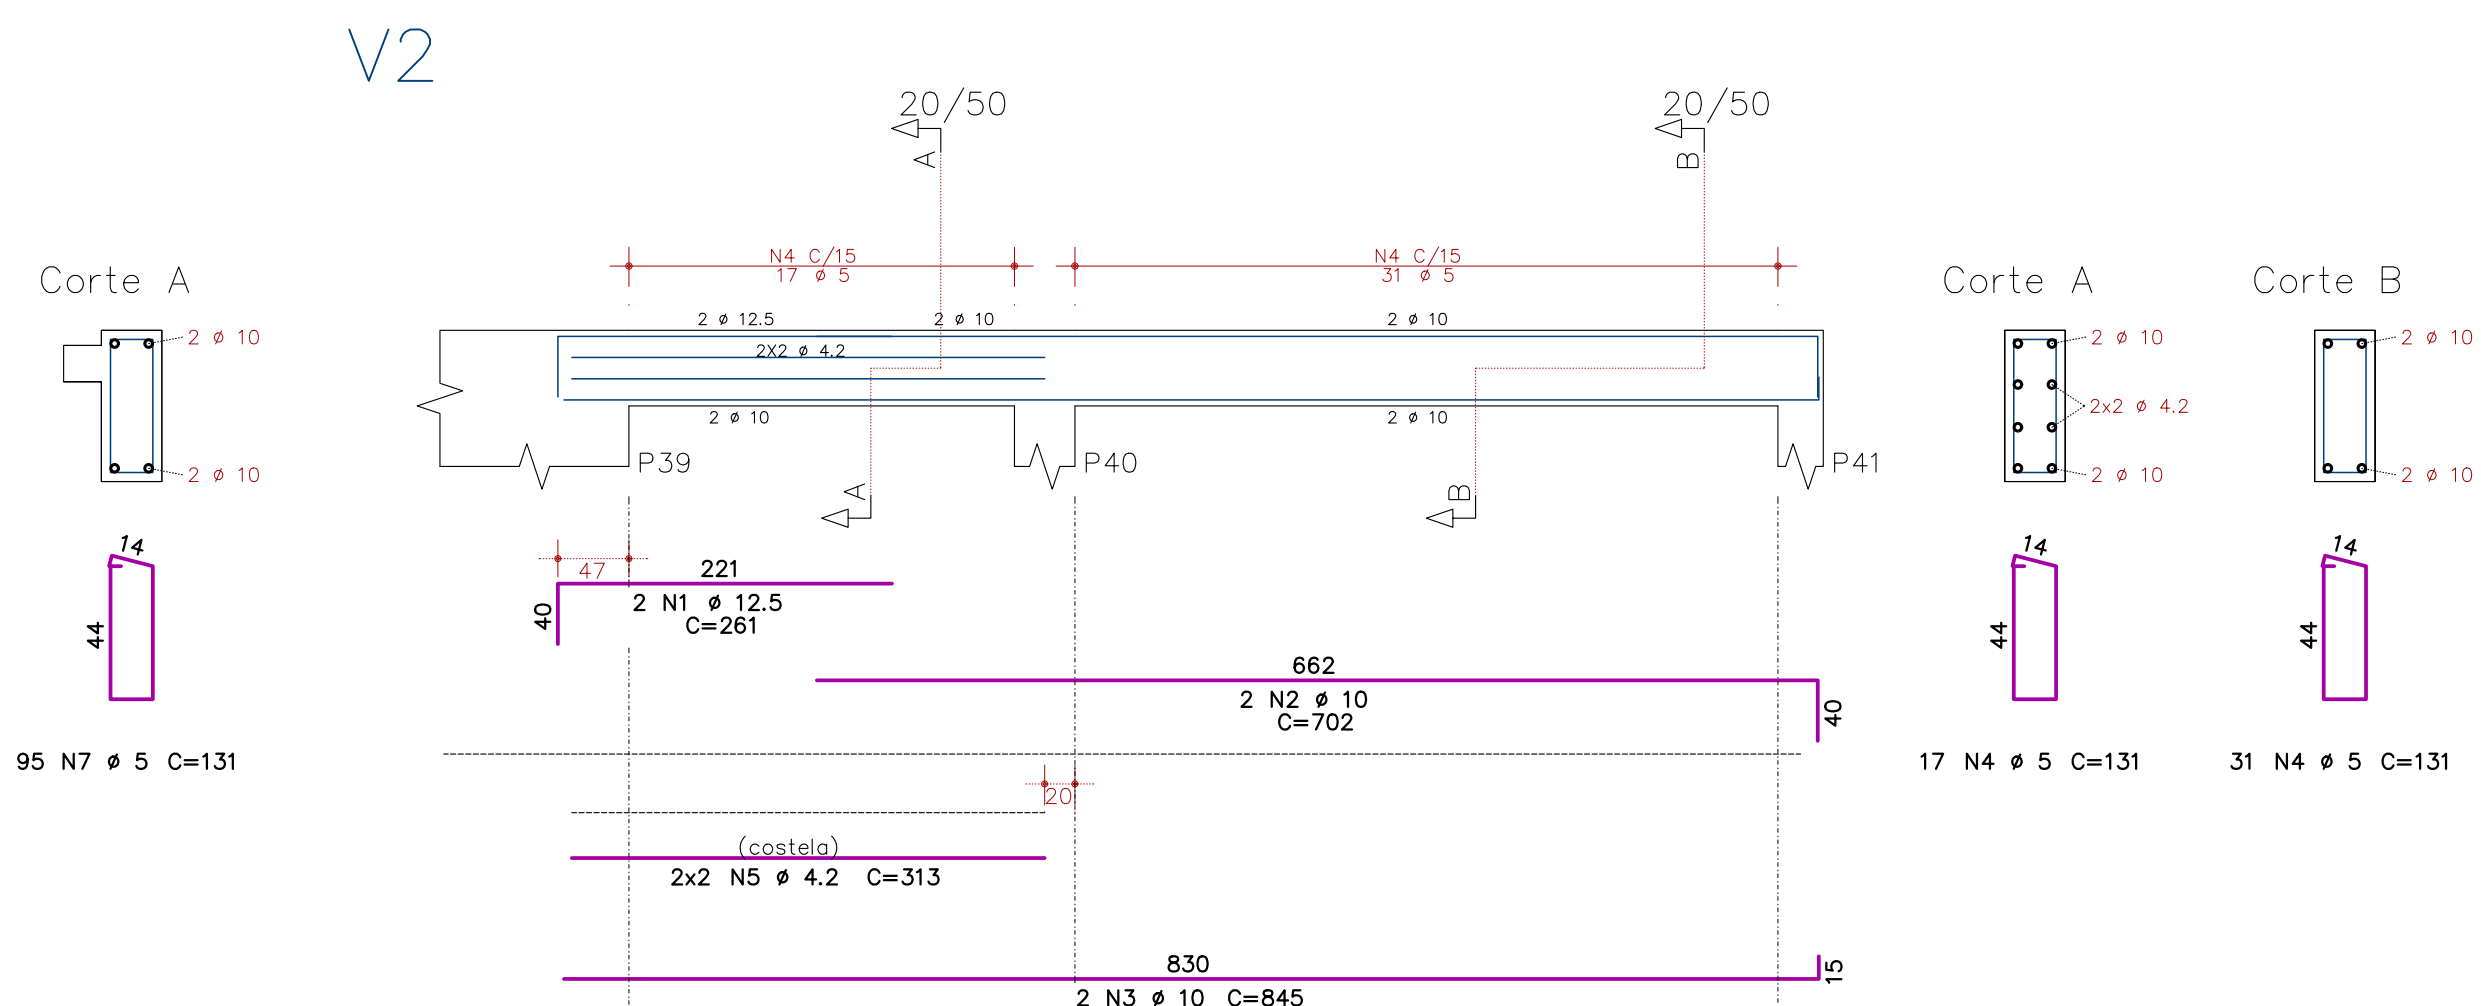 V2
20/50
20/50
A
B
N4 C/15
17 ø 5
N4 C/15
31 ø 5
Corte A
Corte A
Corte B
2 ø 12.5
2 ø 10
2 ø 10
2 ø 10
2 ø 10
2 ø 10
2X2 ø 4.2
2x2 ø 4.2
2 ø 10
2 ø 10
P39
P40
P41
2 ø 10
2 ø 10
2 ø 10
A
B
14
14
14
47
221
40
2 N1 ø 12.5
C=261
44
44
44
662
2 N2 ø 10
C=702
40
95 N7 ø 5 C=131
17 N4 ø 5 C=131
31 N4 ø 5 C=131
20
(costela)
2x2 N5 ø 4.2 C=313
830
15
2 N3 ø 10 C=845